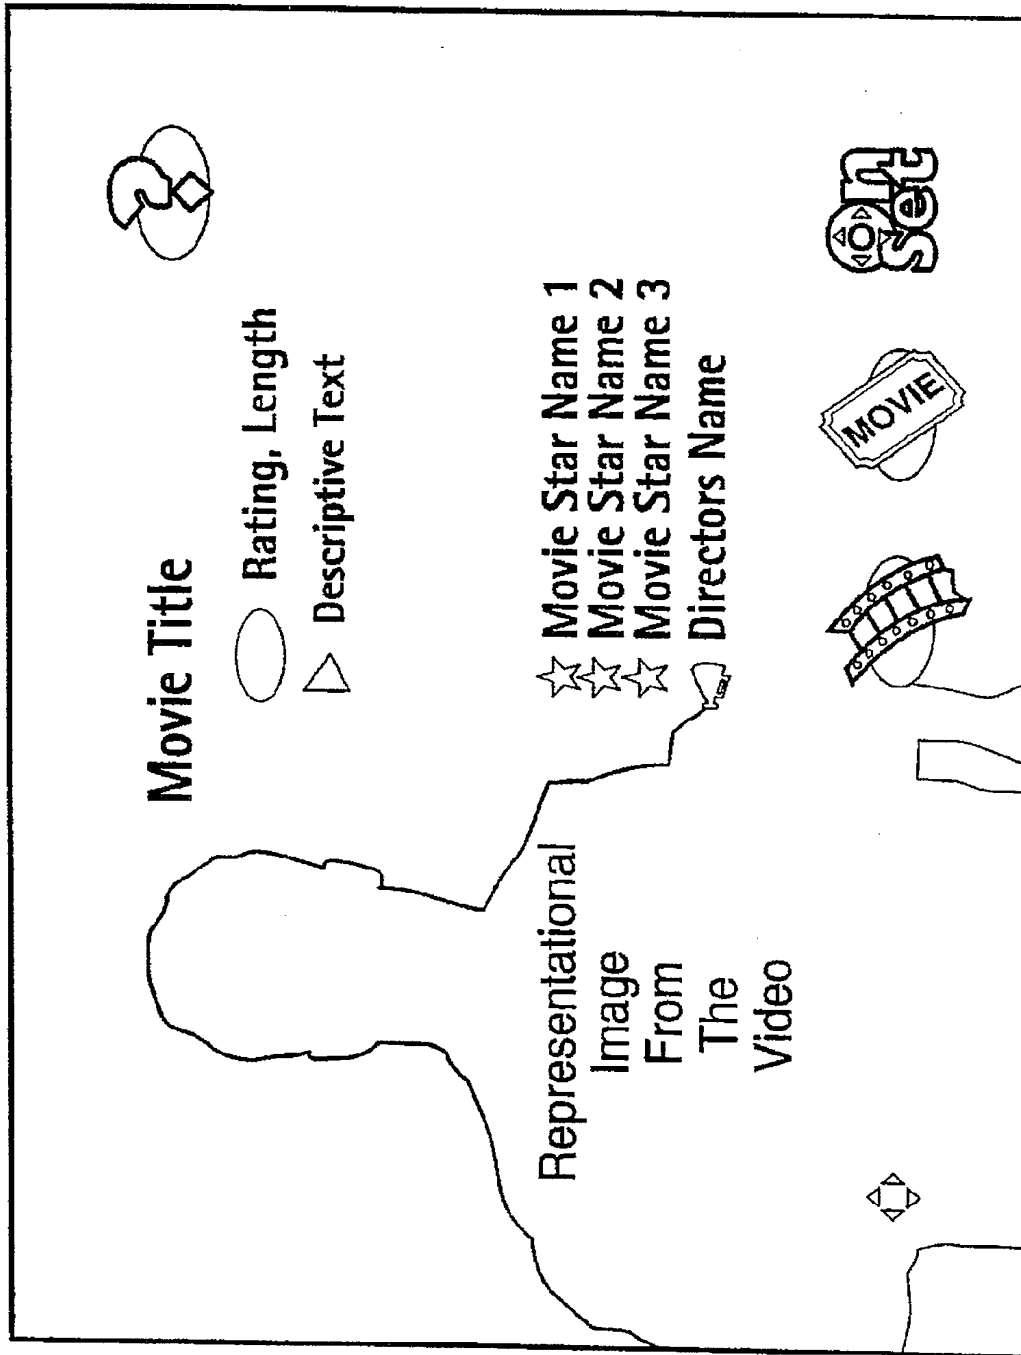 Movie Title
?
Rating, Length
Descriptive Text
Representational
Image
From
The
Video
Movie Star Name 1
Movie Star Name 2
Movie Star Name 3
Directors Name
MOVIE
on
set